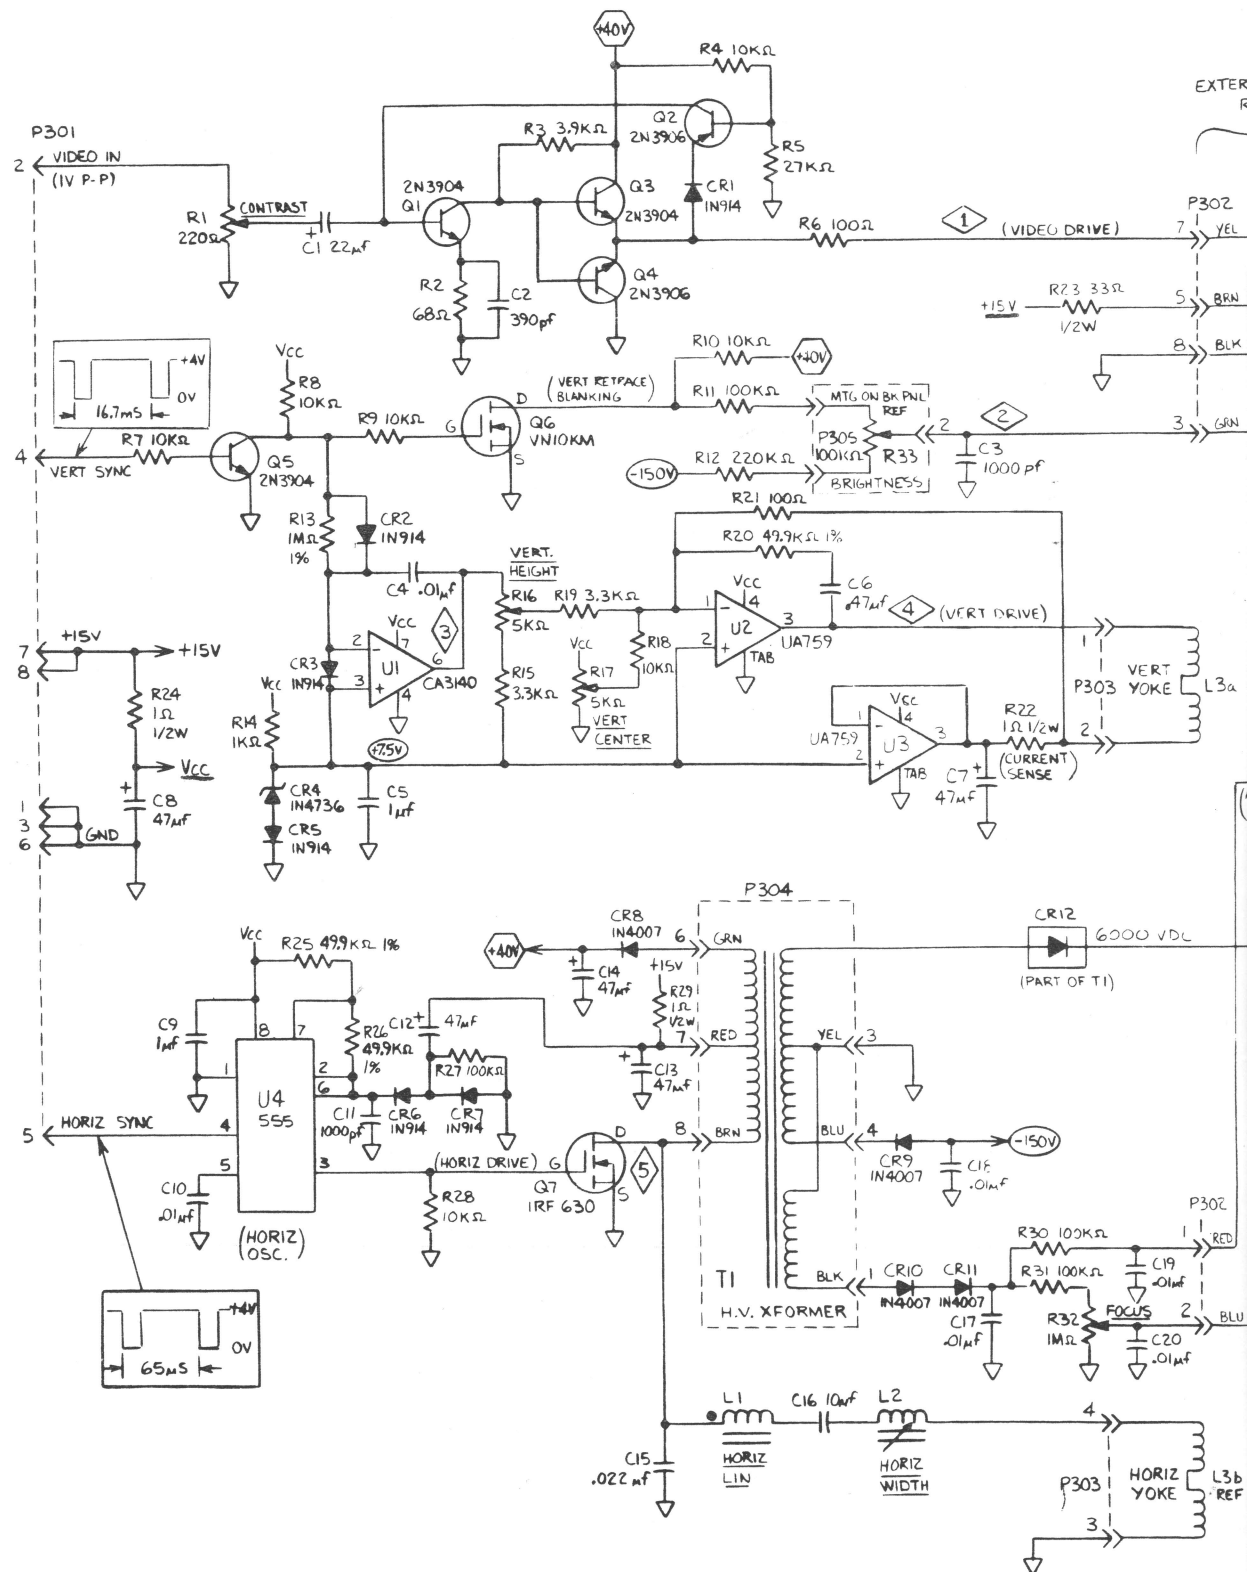 +40V
R4 10KΩ
EXTER
R
P301
Q2
2N3906
R3 3.9KΩ
R5
27KΩ
2 VIDEO IN
(1V P-P)
2N3904
Q1
Q3
2N3904
CR1
1N914
R1
220Ω
CONTRAST
C1 22µf
P302
R6 100Ω
1
(VIDEO DRIVE)
7 YEL
R2
68Ω
C2
390pf
Q4
2N3906
+15V
R23 33Ω
1/2W
5 BRN
8 BLK
+4V
0V
16.7mS
VCC
R8
10KΩ
(VERT RETRACE
BLANKING)
R10 10KΩ
+40V
R11 100KΩ
MTG ON BK PNL
REF
2
2
3 GRN
R7 10KΩ
4
VERT SYNC
Q5
2N3904
R9 10KΩ
G
D
S
Q6
VN10KM
P305
100KΩ
R33
C3
1000pf
-150V
R12 220KΩ
BRIGHTNESS
R13
1MΩ
1%
CR2
1N914
R21 100Ω
R20 49.9KΩ 1%
C4 .01µf
VERT.
HEIGHT
R16
5KΩ
R19 3.3KΩ
VCC
4
C6
.47µf
4
(VERT DRIVE)
VCC
7
3
1
2
3
U2
UA759
TAB
1
7
8
+15V
+15V
CR3
1N914
2
3
U1
6
CA3140
4
R15
3.3KΩ
R18
10KΩ
VCC
R17
5KΩ
VERT
CENTER
VERT
YOKE
L3a
P303
R24
1Ω
1/2W
VCC
R14
1KΩ
+7.5V
VCC
4
UA759
1
2
3
U3
TAB
R22
1Ω 1/2W
(CURRENT
SENSE)
2
VCC
C8
47µf
CR4
1N4736
C5
1µf
C7
47µf
1
3
6
GND
CR5
1N914
P304
CR12
6000 VDC
(PART OF T1)
VCC
R25 49.9KΩ 1%
+40V
CR8
1N4007
6 GRN
C14
47µf
+15V
R29
1Ω
1/2W
C9
1µf
8
7
R26
49.9KΩ
1%
C12
47µf
7 RED
YEL 3
1
2
6
R27 100KΩ
C13
47µf
U4
555
C11
1000pf
CR6
1N914
CR7
1N914
HORIZ SYNC
5
4
8 BRN
BLU 4
-150V
5
3
(HORIZ DRIVE)
G
D
S
Q7
IRF 630
5
CR9
1N4007
C18
.01µf
C10
.01µf
R28
10KΩ
(HORIZ
OSC.)
P302
R30 100KΩ
1 RED
T1
H.V. XFORMER
BLK 1
CR10
1N4007
CR11
1N4007
R31 100KΩ
C19
.01µf
+4V
0V
65µS
C17
.01µf
R32
1MΩ
FOCUS
2 BLU
C20
.01µf
L1
C16 10µf
L2
4
C15
.022µf
HORIZ
LIN
HORIZ
WIDTH
P303
HORIZ
YOKE
L3b
REF
3